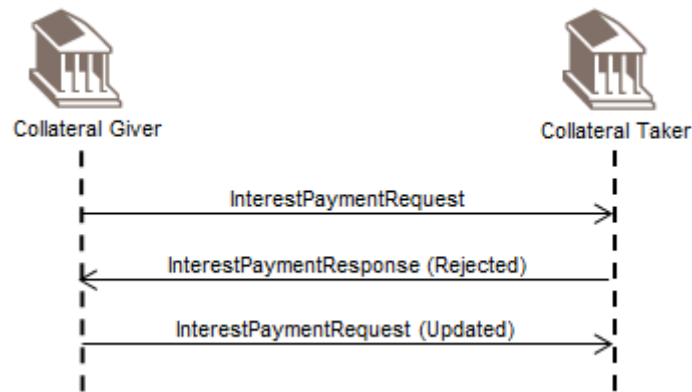 Collateral Giver
Collateral Taker
InterestPaymentRequest
InterestPaymentResponse (Rejected)
InterestPaymentRequest (Updated)